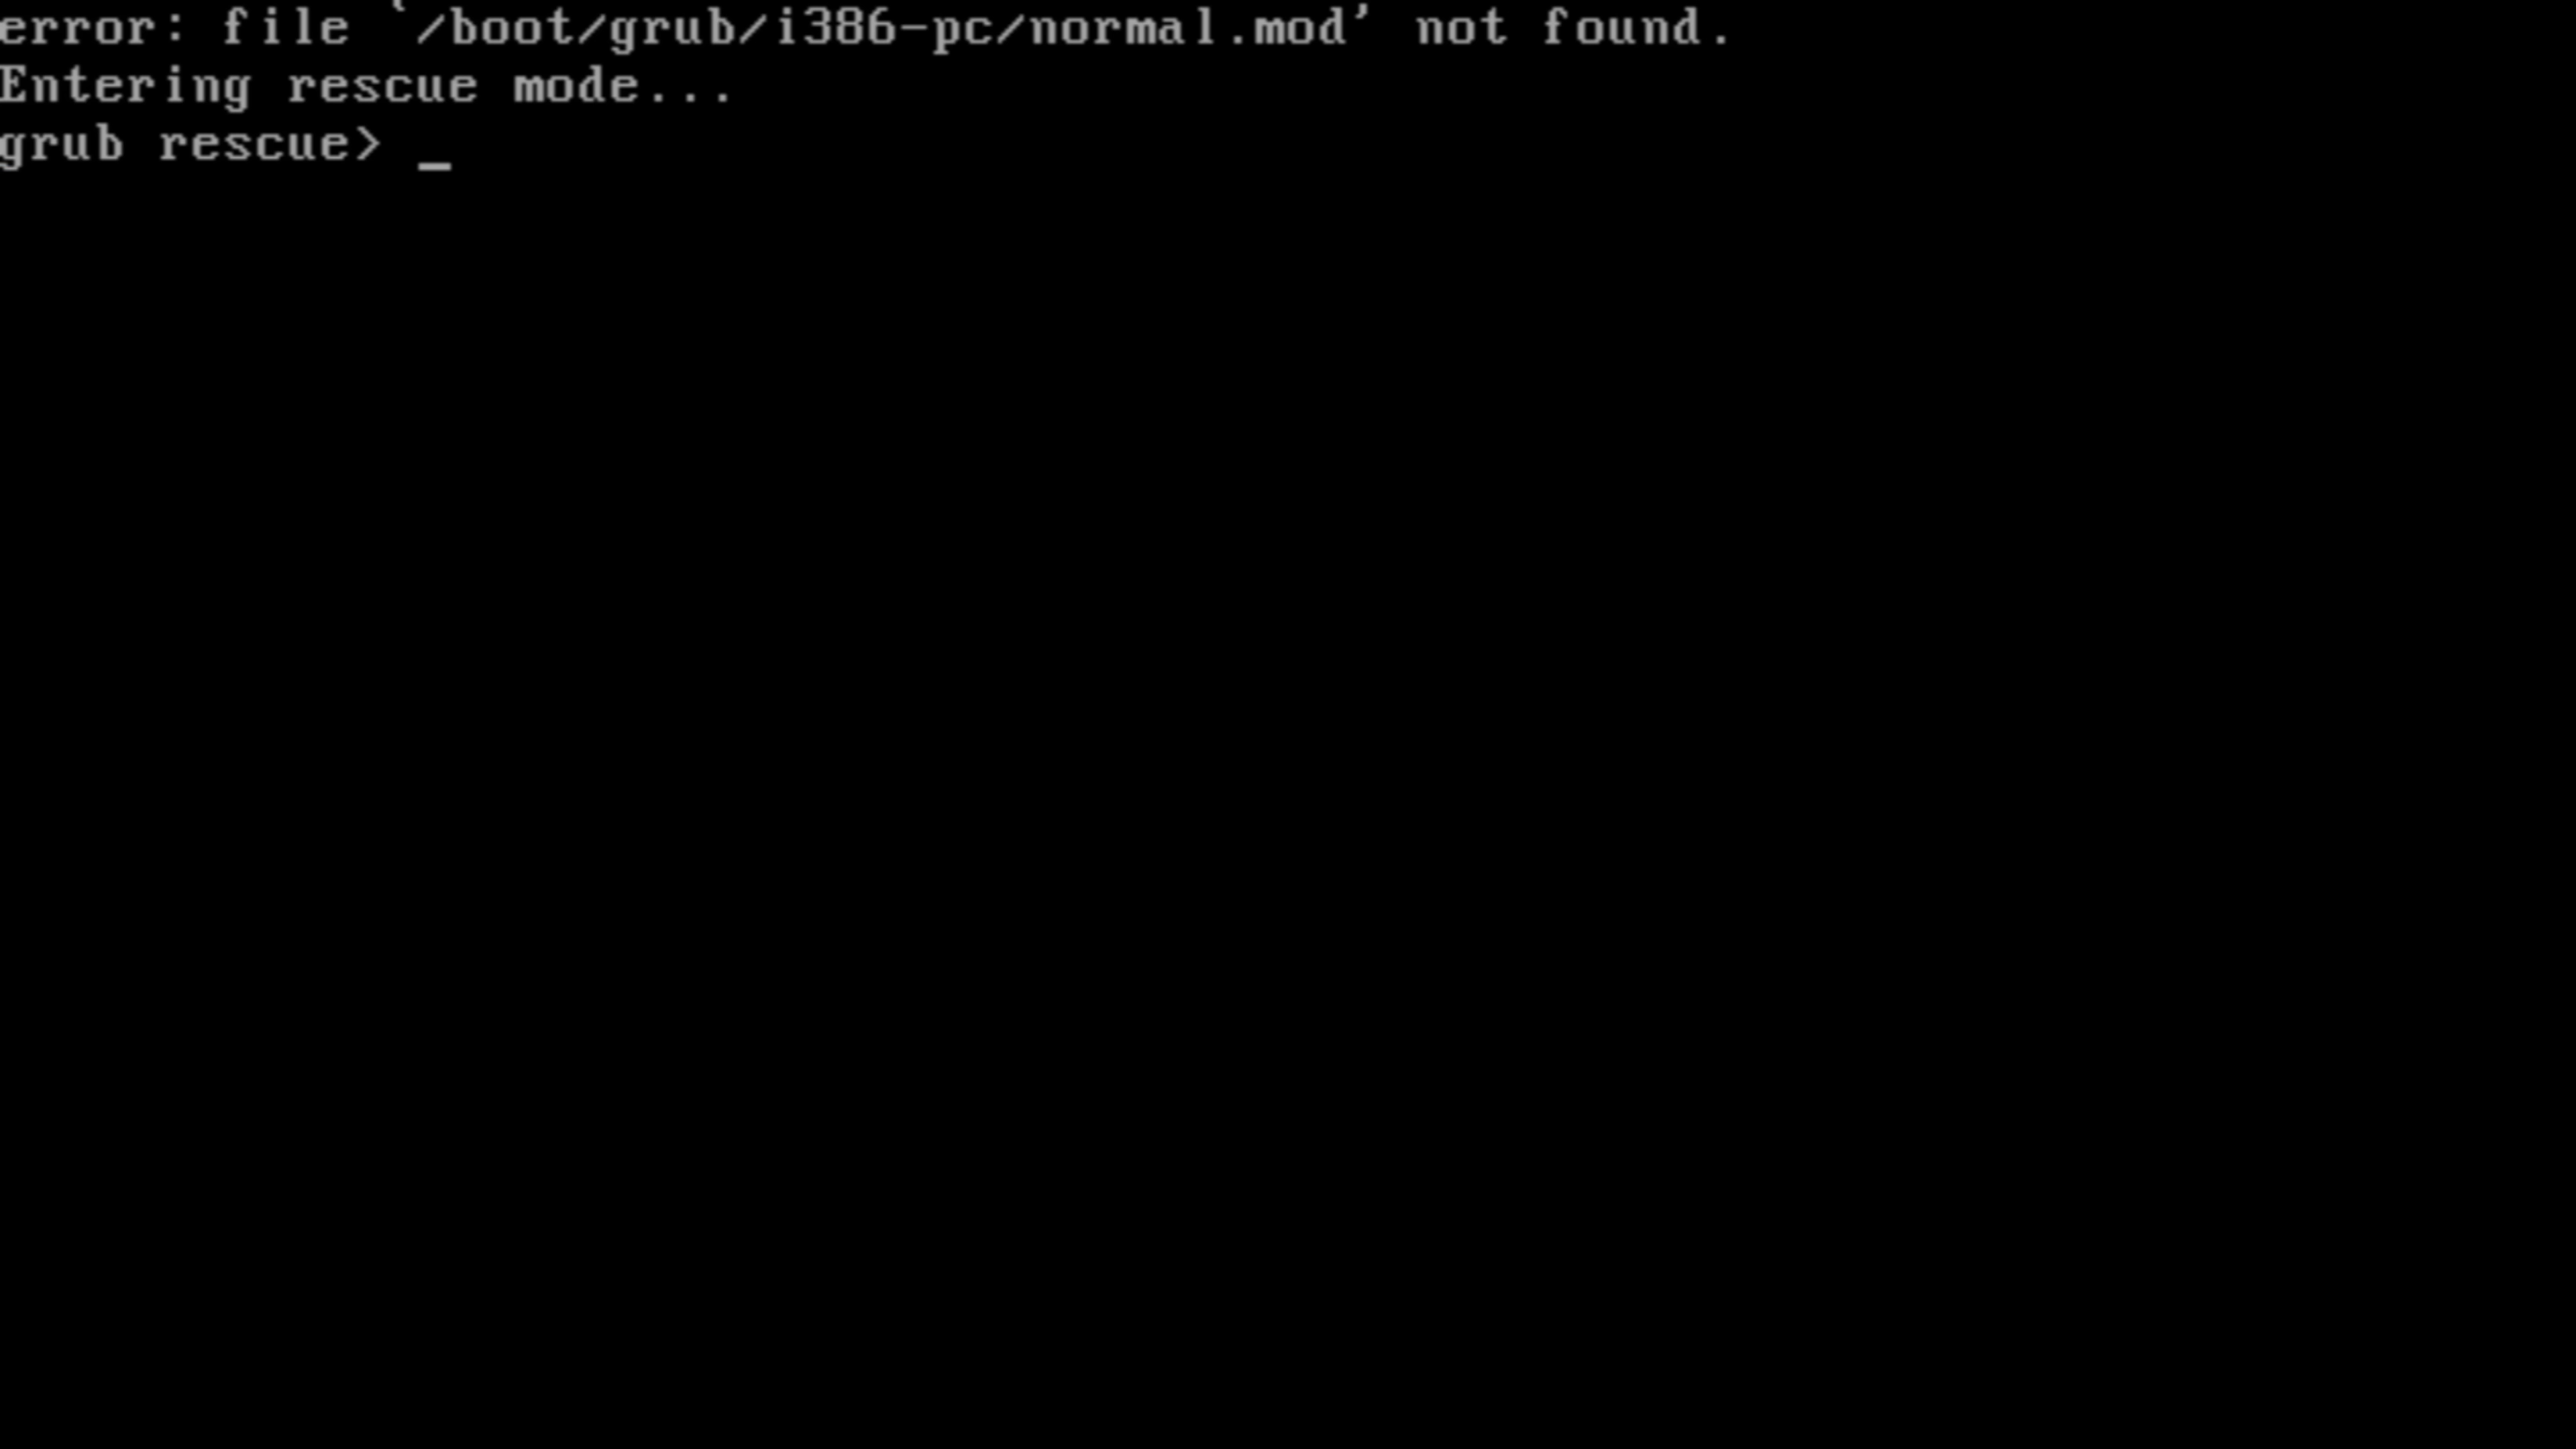 error: file `/boot/grub/i386-pc/normal.mod' not found.
Entering rescue mode...
grub rescue> _